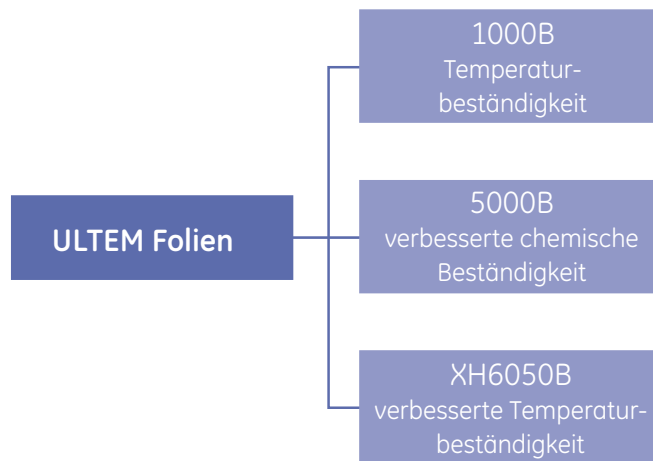 1000B
Temperatur-
beständigkeit
ULTEM Folien
5000B
verbesserte chemische
Beständigkeit
XH6050B
verbesserte Temperatur-
beständigkeit